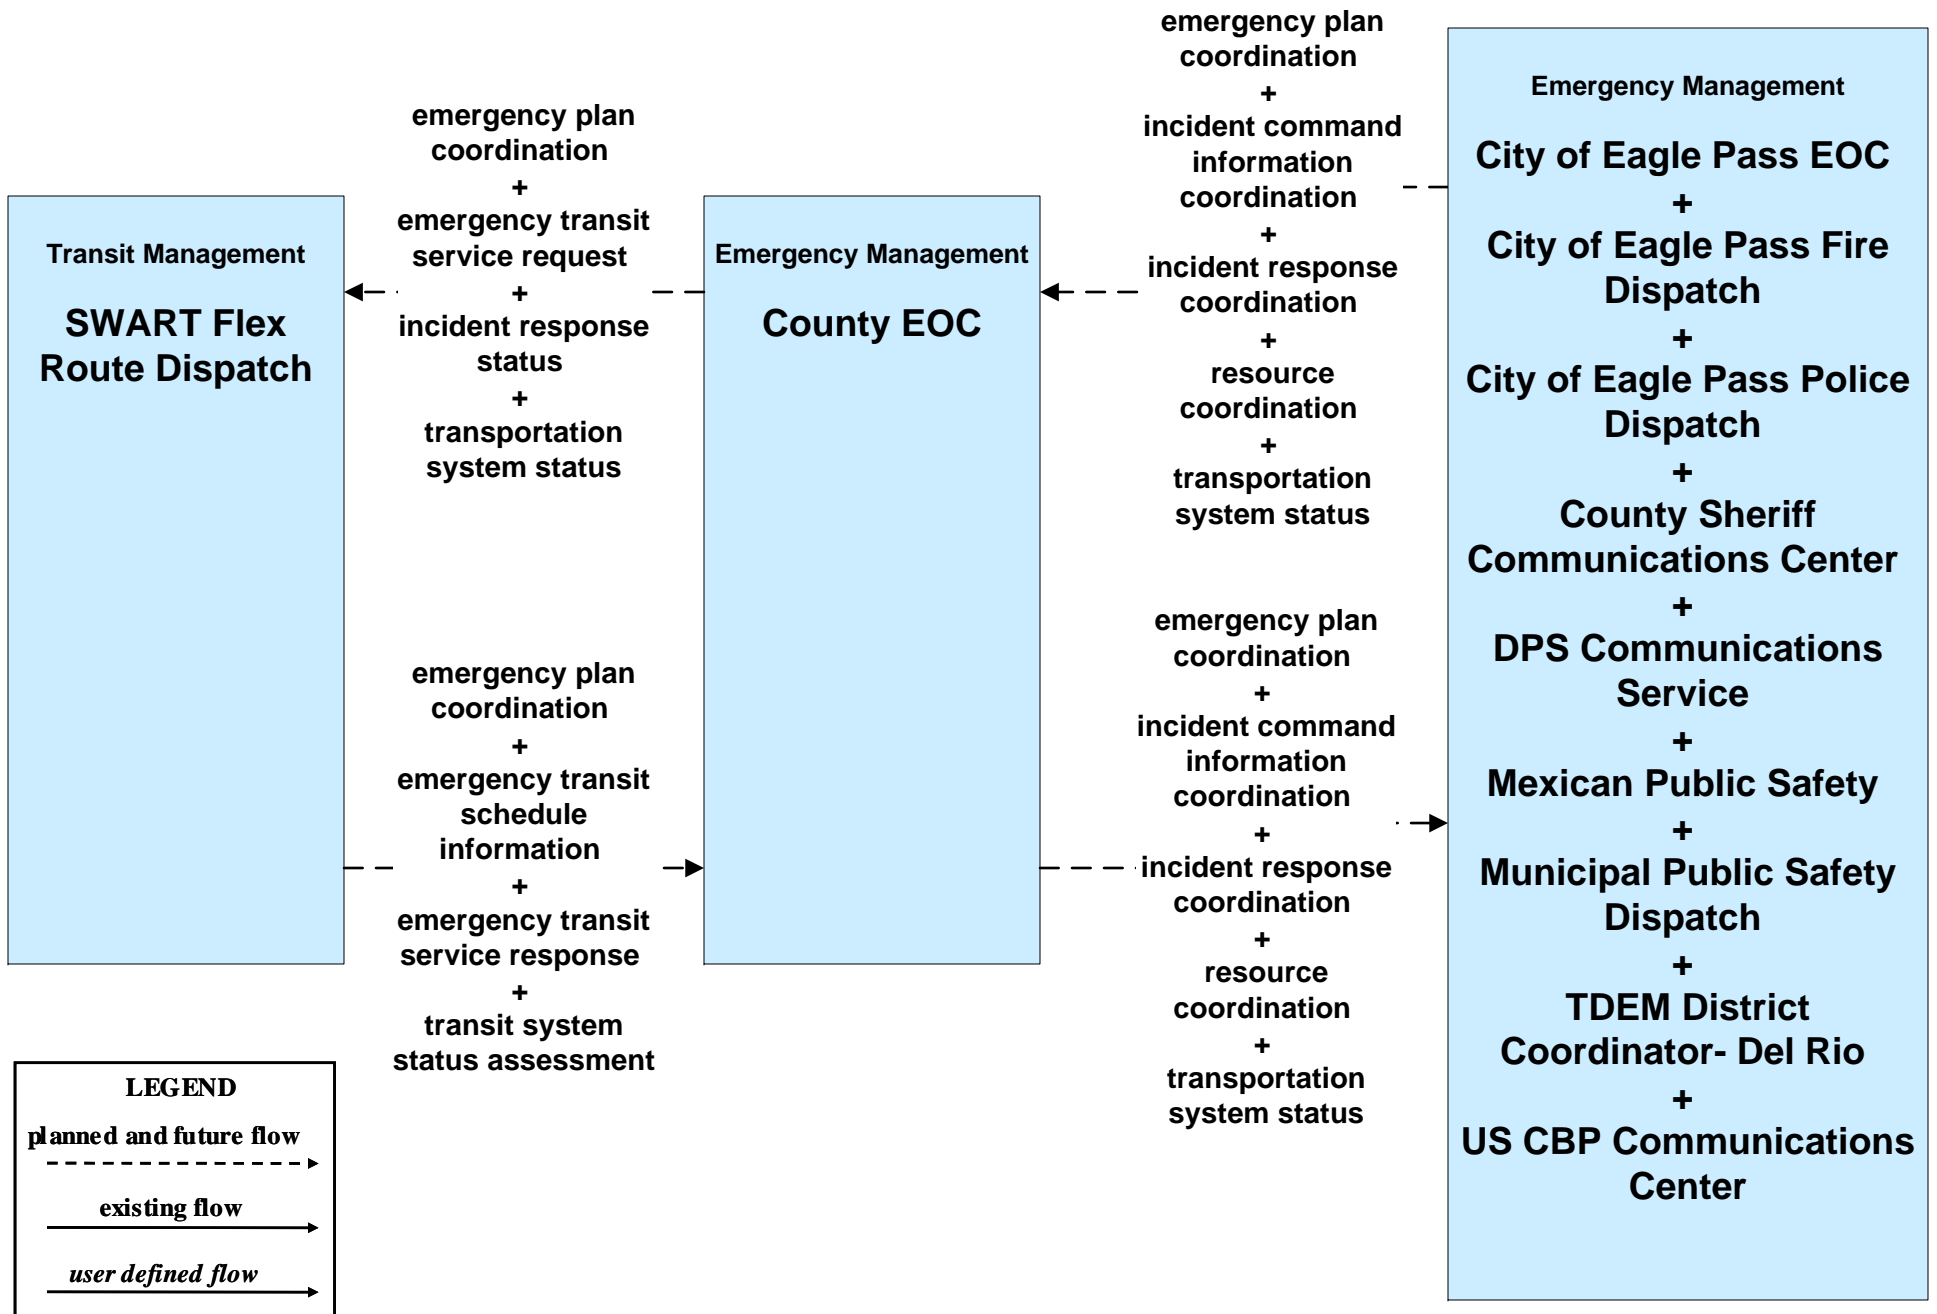 Transit Management
SWART Flex
Route Dispatch
emergency plan
coordination
+
emergency transit
service request
+
incident response
status
+
transportation
system status
emergency plan
coordination
+
emergency transit
schedule
information
+
emergency transit
service response
+
transit system
status assessment
Emergency Management
County EOC
emergency plan
coordination
+
incident command
information
coordination
+
incident response
coordination
+
resource
coordination
+
transportation
system status
emergency plan
coordination
+
incident command
information
coordination
+
incident response
coordination
+
resource
coordination
+
transportation
system status
Emergency Management
City of Eagle Pass EOC
+
City of Eagle Pass Fire
Dispatch
+
City of Eagle Pass Police
Dispatch
+
County Sheriff
Communications Center
+
DPS Communications
Service
+
Mexican Public Safety
+
Municipal Public Safety
Dispatch
+
TDEM District
Coordinator- Del Rio
+
US CBP Communications
Center
LEGEND
planned and future flow
existing flow
user defined flow